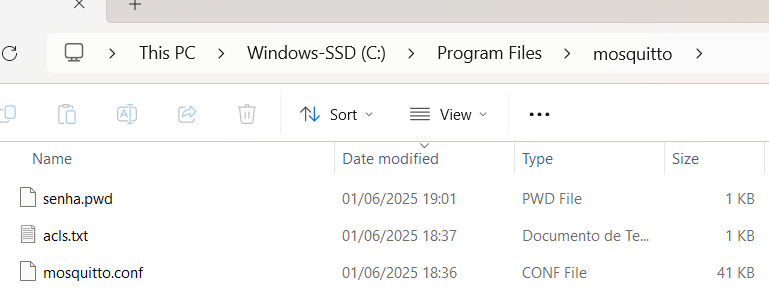 This PC > Windows-SSD (C:) > Program Files > mosquitto >
Sort View
Name Date modified Type Size
senha.pwd 01/06/2025 19:01 PWD File 1 KB
acls.txt 01/06/2025 18:37 Documento de Te... 1 KB
mosquitto.conf 01/06/2025 18:36 CONF File 41 KB